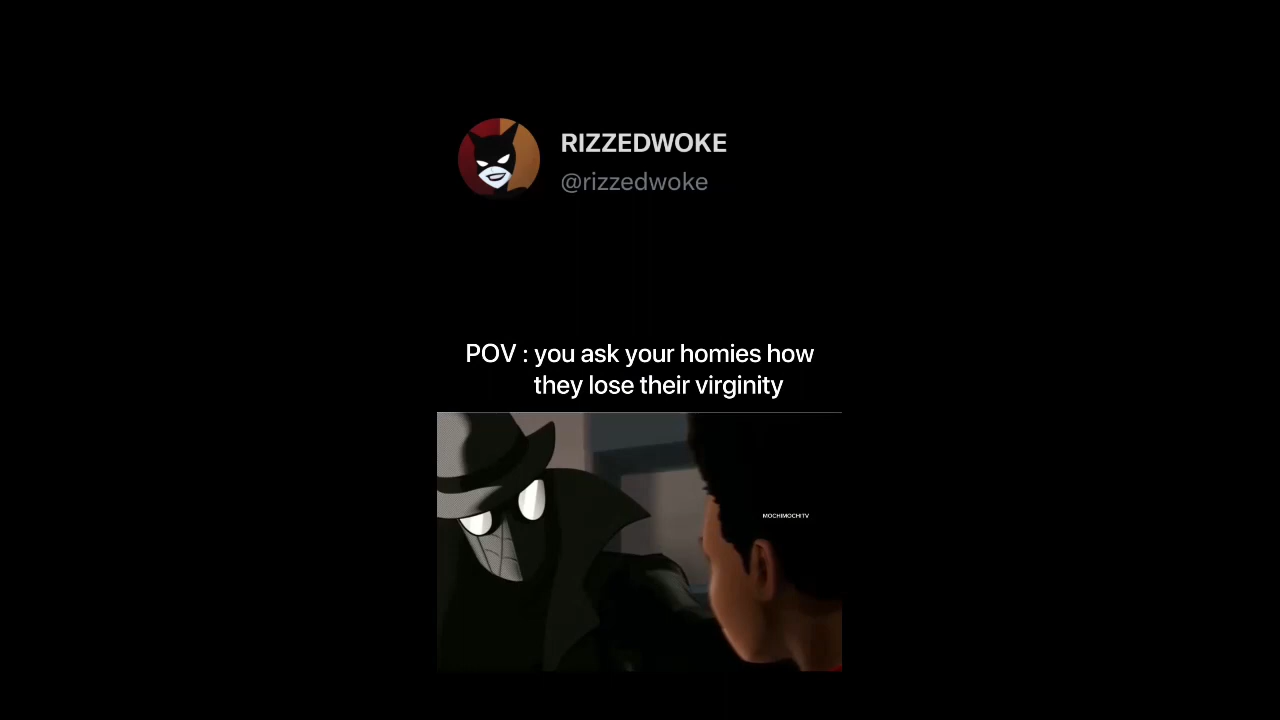 RIZZEDWOKE
@rizzedwoke
POV : you ask your homies how
they lose their virginity
MOCHIMOCHITV